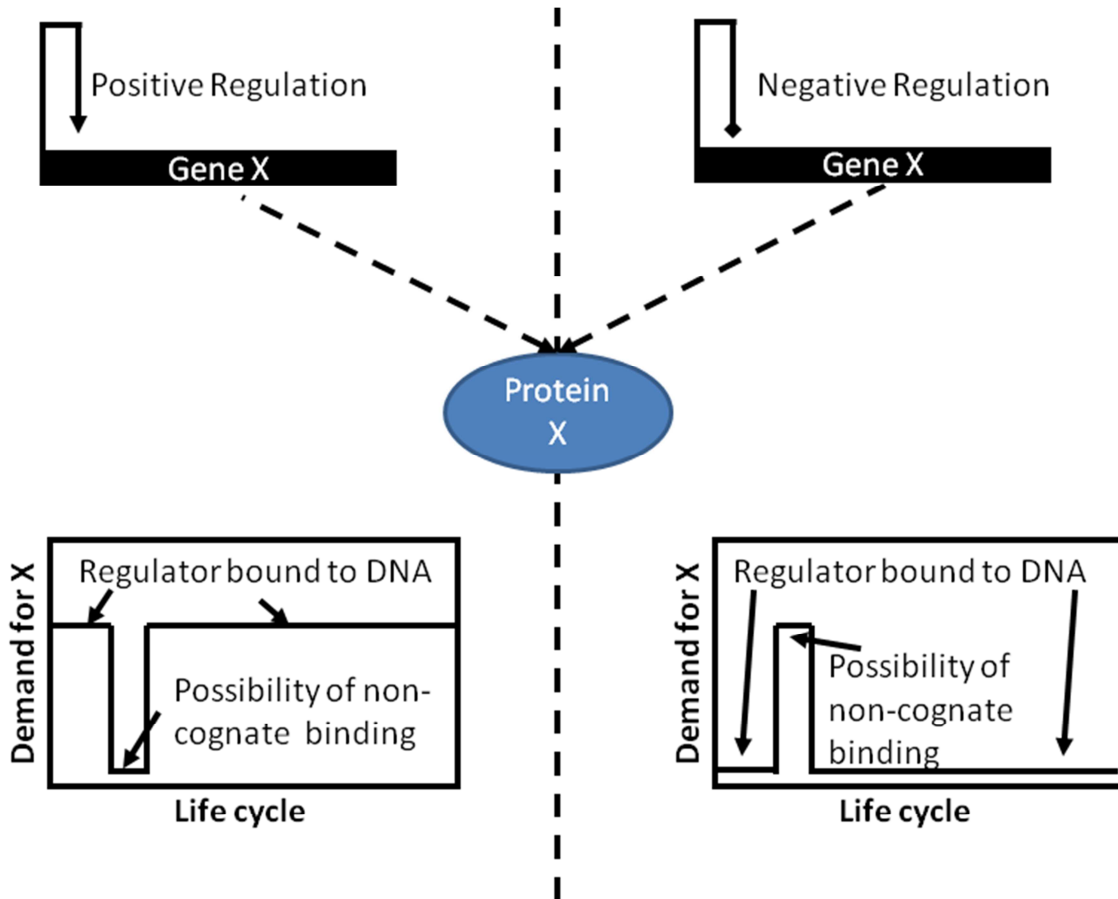 Positive Regulation
Gene X
Negative Regulation
Gene X
Protein
X
Demand for X
Regulator bound to DNA
Possibility of non-
cognate binding
Life cycle
Demand for X
Regulator bound to DNA
Possibility of
non-cognate
binding
Life cycle